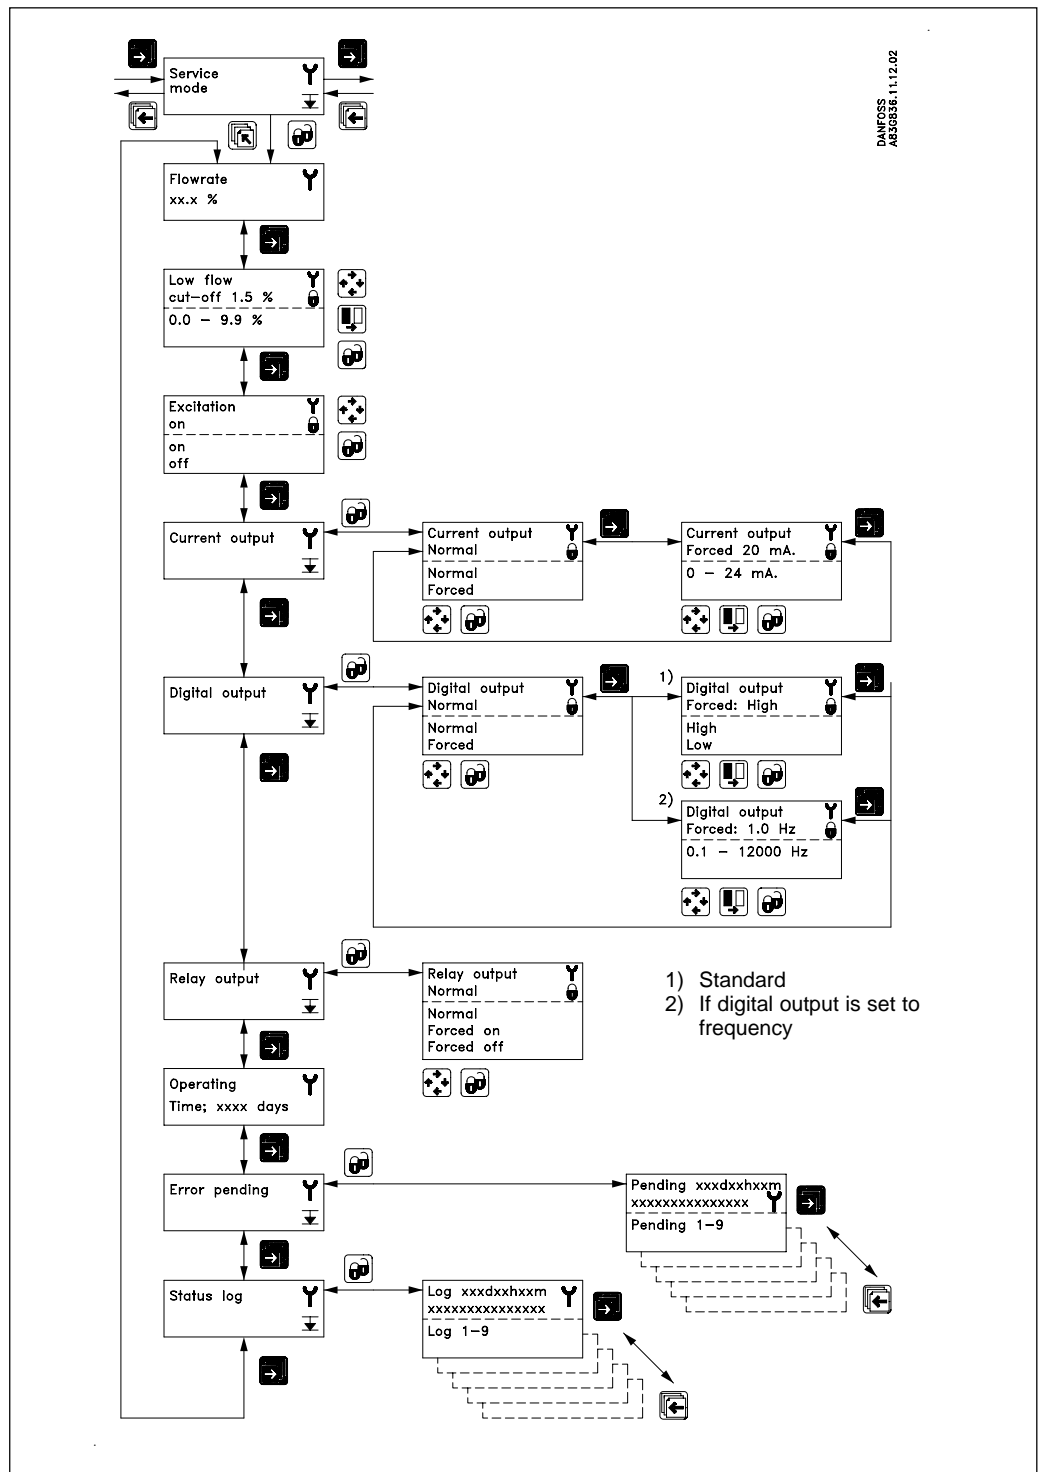 Service
mode
DANFOSS
A83G836.11.12.02
Flowrate
xx.x %
Low flow
cut-off 1.5 %
0.0 – 9.9 %
Excitation
on
on
off
Current output
Current output
Normal
Normal
Forced
Current output
Forced 20 mA.
0 – 24 mA.
Digital output
Digital output
Normal
Normal
Forced
1)
Digital output
Forced: High
High
Low
2)
Digital output
Forced: 1.0 Hz
0.1 – 12000 Hz
Relay output
Relay output
Normal
Normal
Forced on
Forced off
1) Standard
2) If digital output is set to
frequency
Operating
Time; xxxx days
Error pending
Pending xxxdxxhxxm
xxxxxxxxxxxxxxx
Pending 1–9
Status log
Log xxxdxxhxxm
xxxxxxxxxxxxxxx
Log 1–9